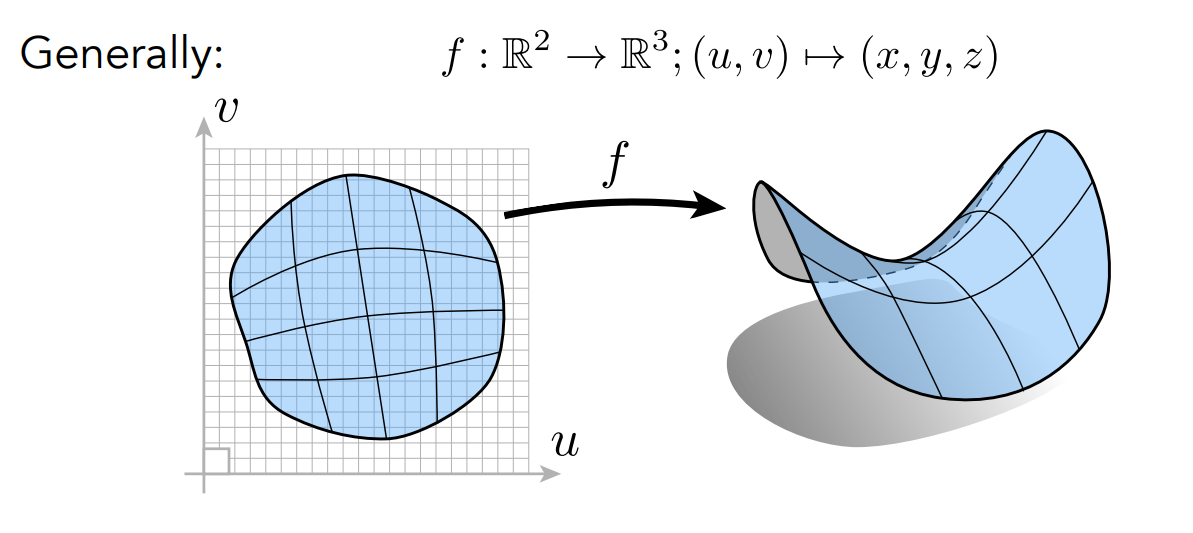 Generally: f : ℝ² → ℝ³; (u, v) ↦ (x, y, z)
v
f
u